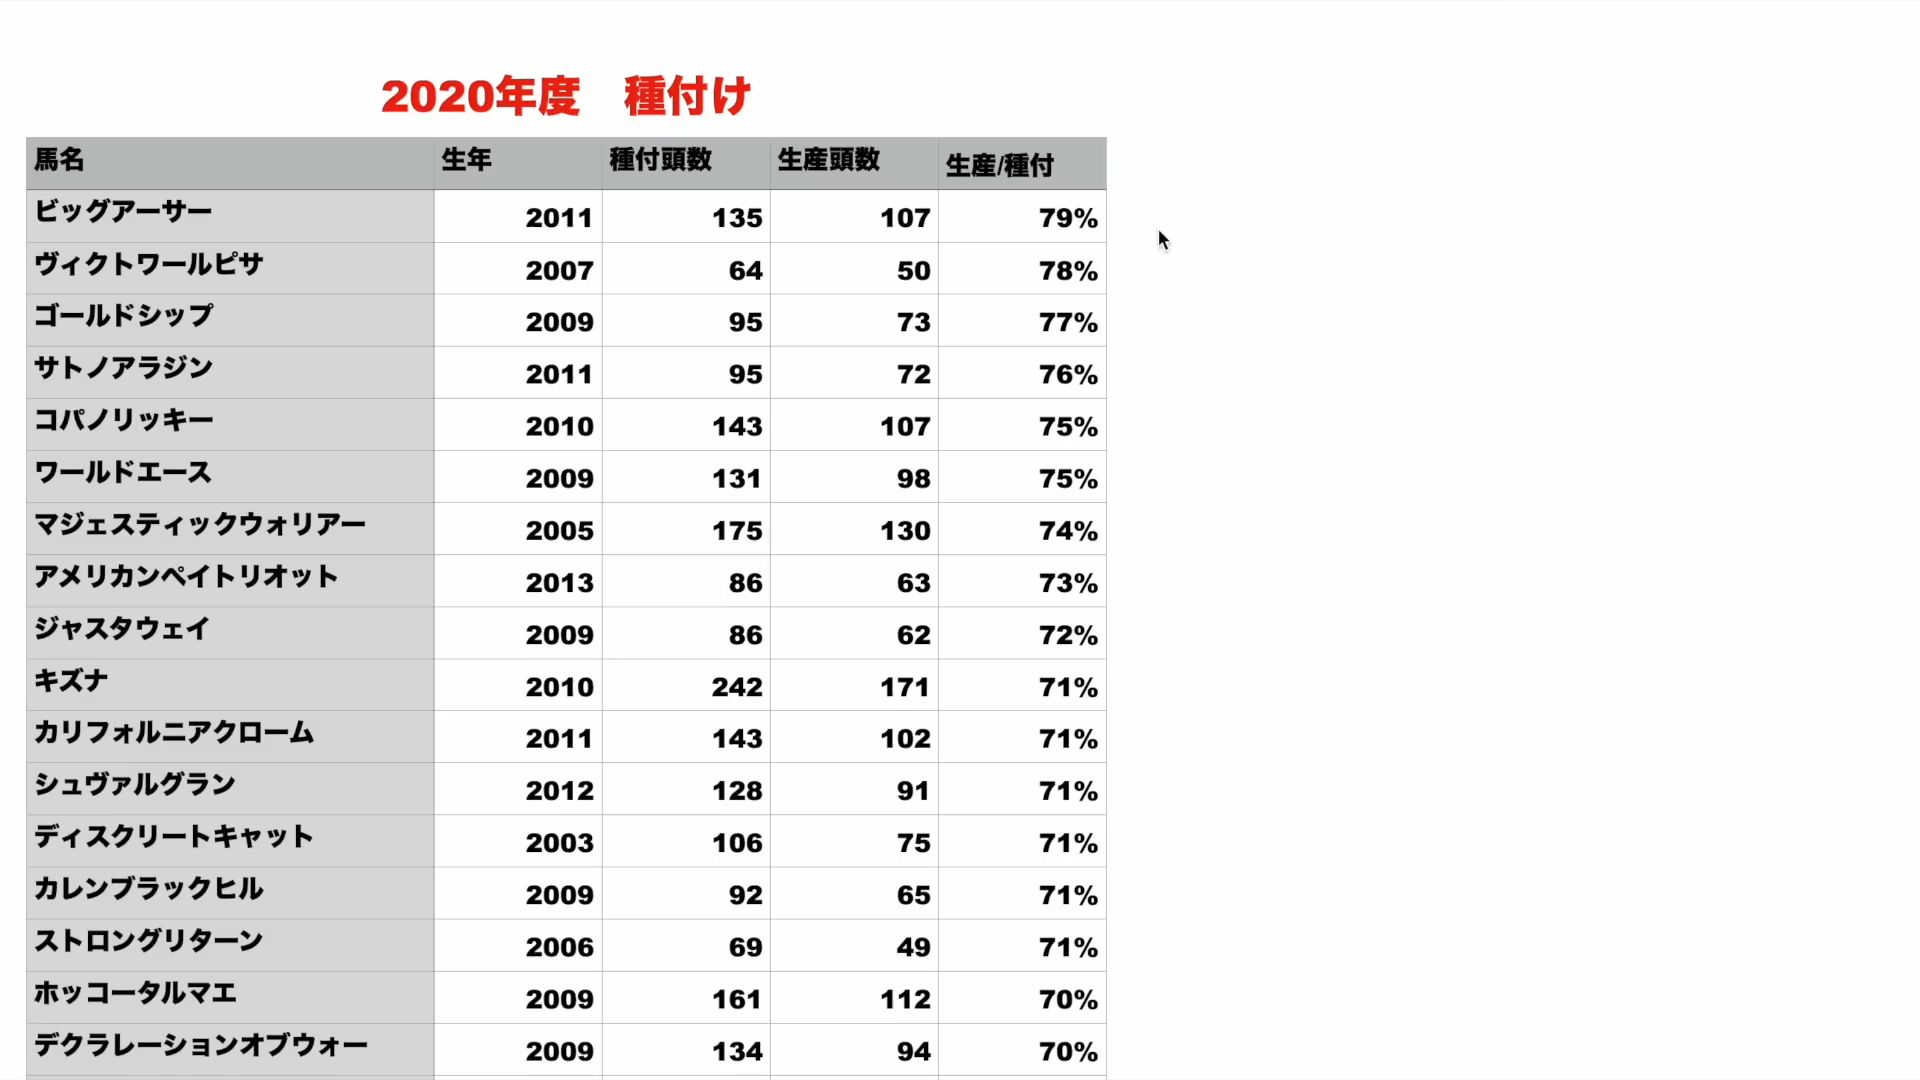 2020年度　種付け
馬名 生年 種付頭数 生産頭数 生産/種付
ビッグアーサー 2011 135 107 79%
ヴィクトワールピサ 2007 64 50 78%
ゴールドシップ 2009 95 73 77%
サトノアラジン 2011 95 72 76%
コパノリッキー 2010 143 107 75%
ワールドエース 2009 131 98 75%
マジェスティックウォリアー 2005 175 130 74%
アメリカンペイトリオット 2013 86 63 73%
ジャスタウェイ 2009 86 62 72%
キズナ 2010 242 171 71%
カリフォルニアクローム 2011 143 102 71%
シュヴァルグラン 2012 128 91 71%
ディスクリートキャット 2003 106 75 71%
カレンブラックヒル 2009 92 65 71%
ストロングリターン 2006 69 49 71%
ホッコータルマエ 2009 161 112 70%
デクラレーションオブウォー 2009 134 94 70%